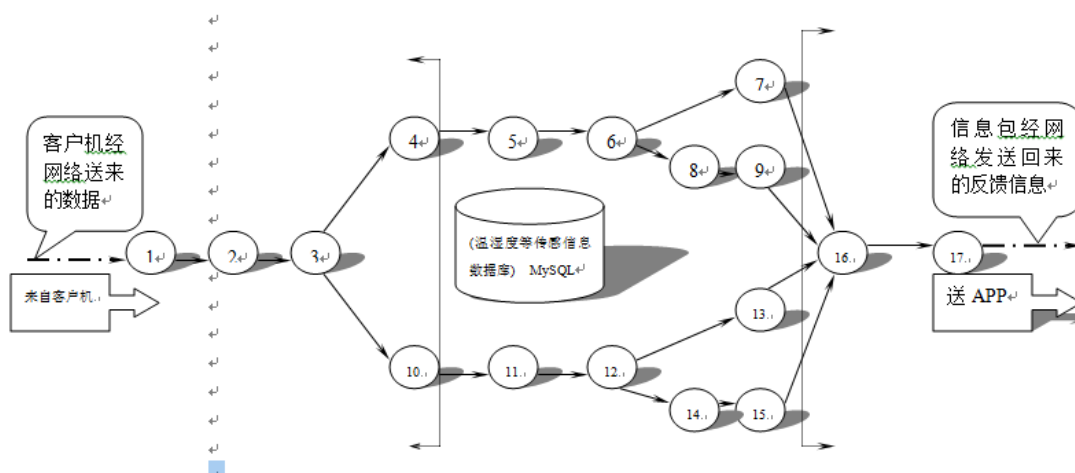 客户机经
网络送来
的数据
来自客户机.
1
2
3
4
5
6
7
8
9
(温湿度等传感信息
数据库) MySQL
10.
11.
12.
13.
14.
15.
16.
17.
信息包经网
络发送回来
的反馈信息
送 APP